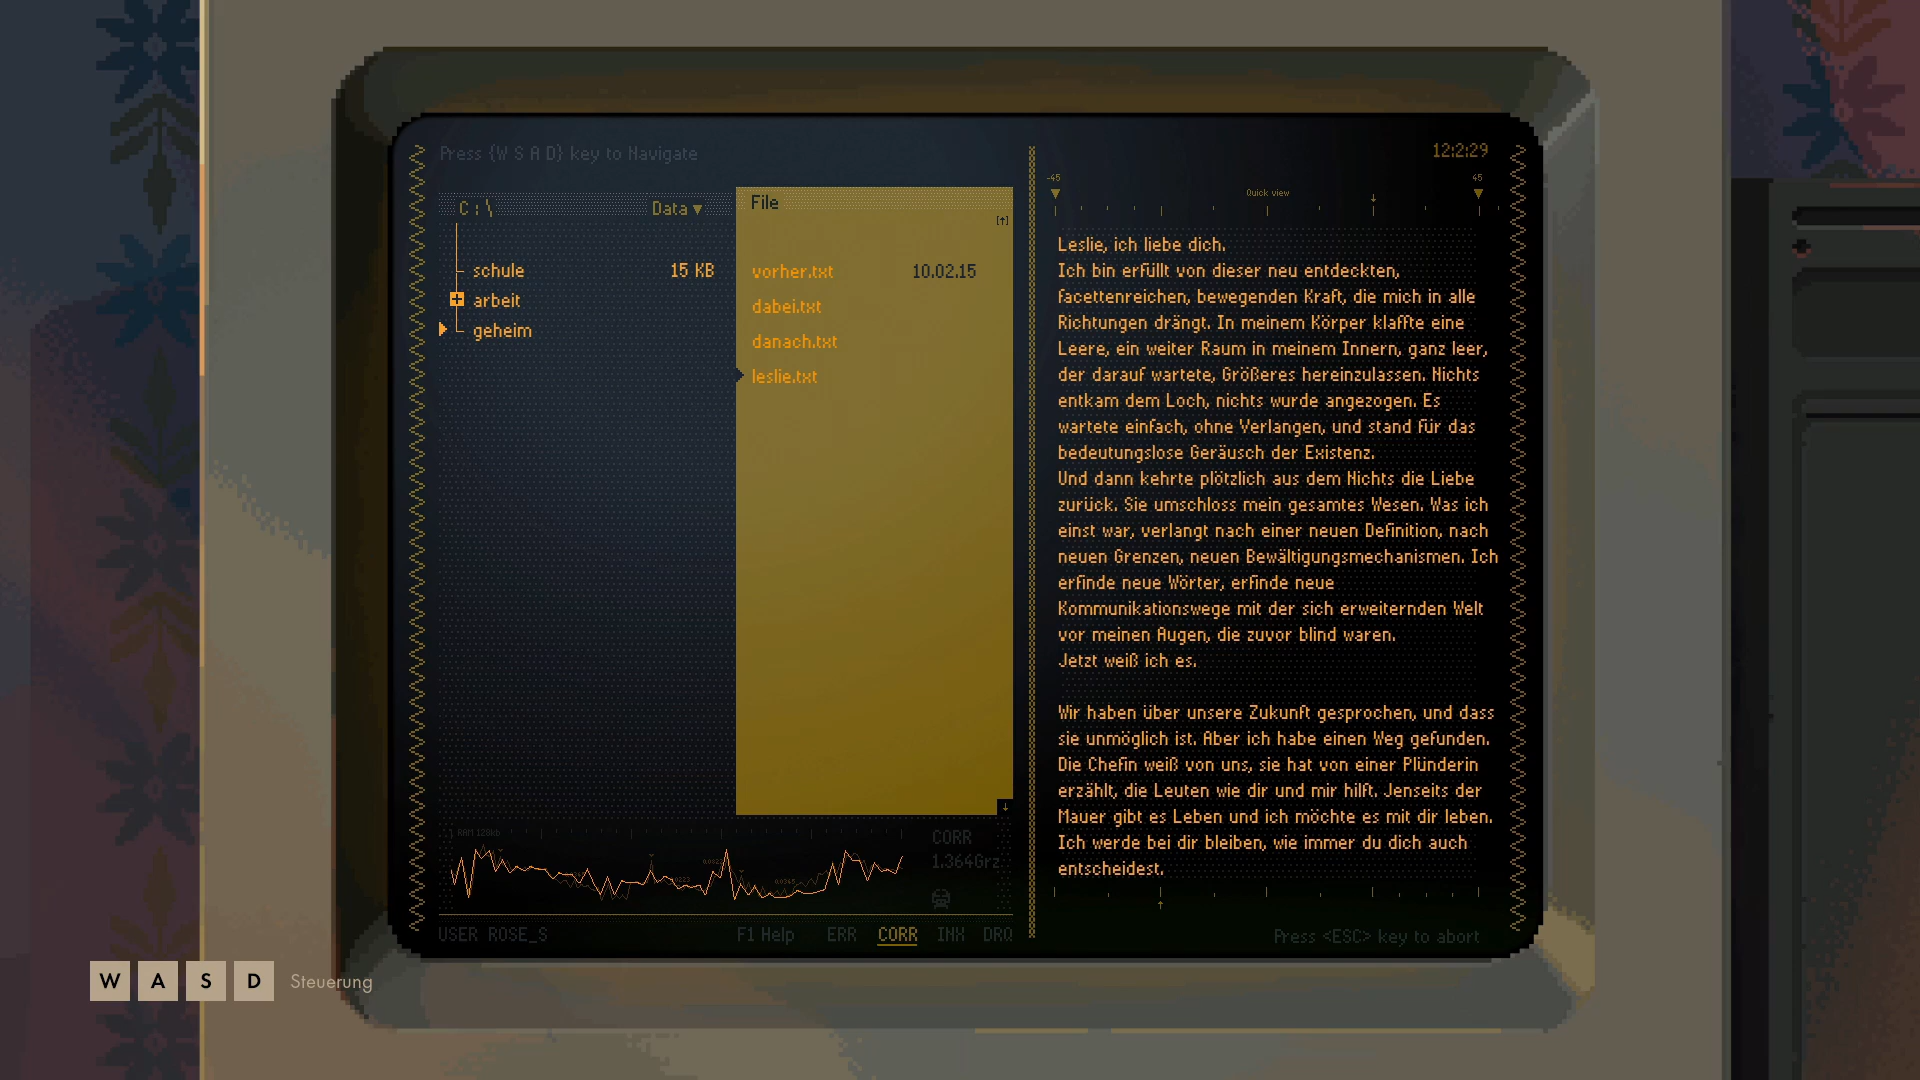 Press {W S A D} key to Navigate
12:2:29
C:\ Data
schule 15 KB
arbeit
geheim
File
[↑]
vorher.txt 10.02.15
dabei.txt
danach.txt
leslie.txt
-45 Quick view 45
Leslie, ich liebe dich.
Ich bin erfüllt von dieser neu entdeckten,
facettenreichen, bewegenden Kraft, die mich in alle
Richtungen drängt. In meinem Körper klaffte eine
Leere, ein weiter Raum in meinem Innern, ganz leer,
der darauf wartete, Größeres hereinzulassen. Nichts
entkam dem Loch, nichts wurde angezogen. Es
wartete einfach, ohne Verlangen, und stand für das
bedeutungslose Geräusch der Existenz.
Und dann kehrte plötzlich aus dem Nichts die Liebe
zurück. Sie umschloss mein gesamtes Wesen. Was ich
einst war, verlangt nach einer neuen Definition, nach
neuen Grenzen, neuen Bewältigungsmechanismen. Ich
erfinde neue Wörter, erfinde neue
Kommunikationswege mit der sich erweiternden Welt
vor meinen Augen, die zuvor blind waren.
Jetzt weiß ich es.
Wir haben über unsere Zukunft gesprochen, und dass
sie unmöglich ist. Aber ich habe einen Weg gefunden.
Die Chefin weiß von uns, sie hat von einer Plünderin
erzählt, die Leuten wie dir und mir hilft. Jenseits der
Mauer gibt es Leben und ich möchte es mit dir leben.
Ich werde bei dir bleiben, wie immer du dich auch
entscheidest.
RAM 128kb
CORR
1.364Grz
USER ROSE_S F1 Help ERR CORR INX DRQ
Press <ESC> key to abort
W A S D Steuerung